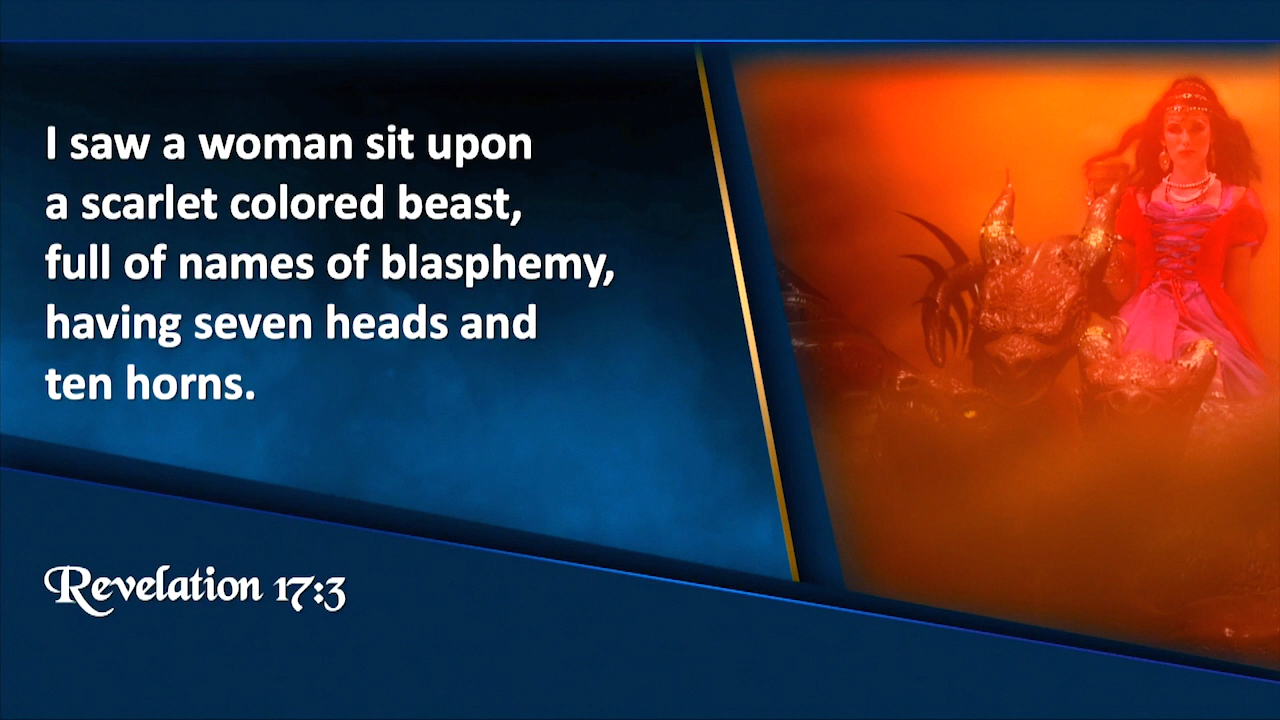 I saw a woman sit upon
a scarlet colored beast,
full of names of blasphemy,
having seven heads and
ten horns.
Revelation 17:3